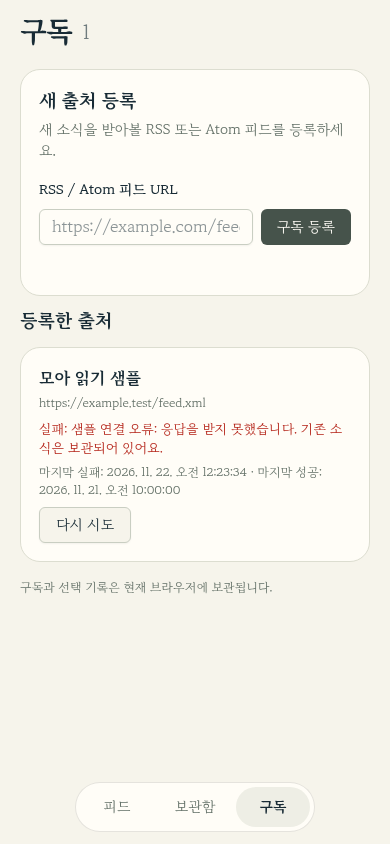 구독 1
새 출처 등록
새 소식을 받아볼 RSS 또는 Atom 피드를 등록하세
요.
RSS / Atom 피드 URL
https://example.com/fee
구독 등록
등록한 출처
모아 읽기 샘플
https://example.test/feed.xml
실패: 샘플 연결 오류: 응답을 받지 못했습니다. 기존 소
식은 보관되어 있어요.
마지막 실패: 2026. 11. 22. 오전 12:23:34 · 마지막 성공:
2026. 11. 21. 오전 10:00:00
다시 시도
구독과 선택 기록은 현재 브라우저에 보관됩니다.
피드 보관함 구독